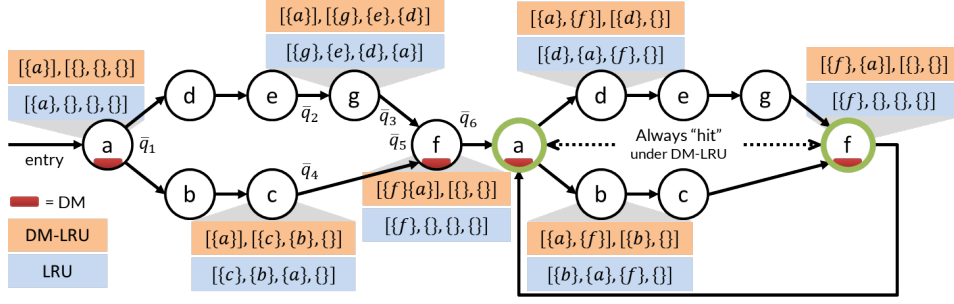 [{a}], [{g}, {e}, {d}]
[{g}, {e}, {d}, {a}]
[{a}, {f}], [{d}, {}]
[{d}, {a}, {f}, {}]
[{a}], [{}, {}, {}]
[{a}, {}, {}, {}]
[{f}, {a}], [{}, {}]
[{f}, {}, {}, {}]
d
e
g
d
e
g
q̄₂
q̄₃
q̄₁
q̄₅
q̄₆
a
f
a
f
Always "hit"
under DM-LRU
entry
q̄₄
b
c
b
c
= DM
[{f}{a}], [{}, {}]
[{f}, {}, {}, {}]
DM-LRU
LRU
[{a}], [{c}, {b}, {}]
[{c}, {b}, {a}, {}]
[{a}, {f}], [{b}, {}]
[{b}, {a}, {f}, {}]